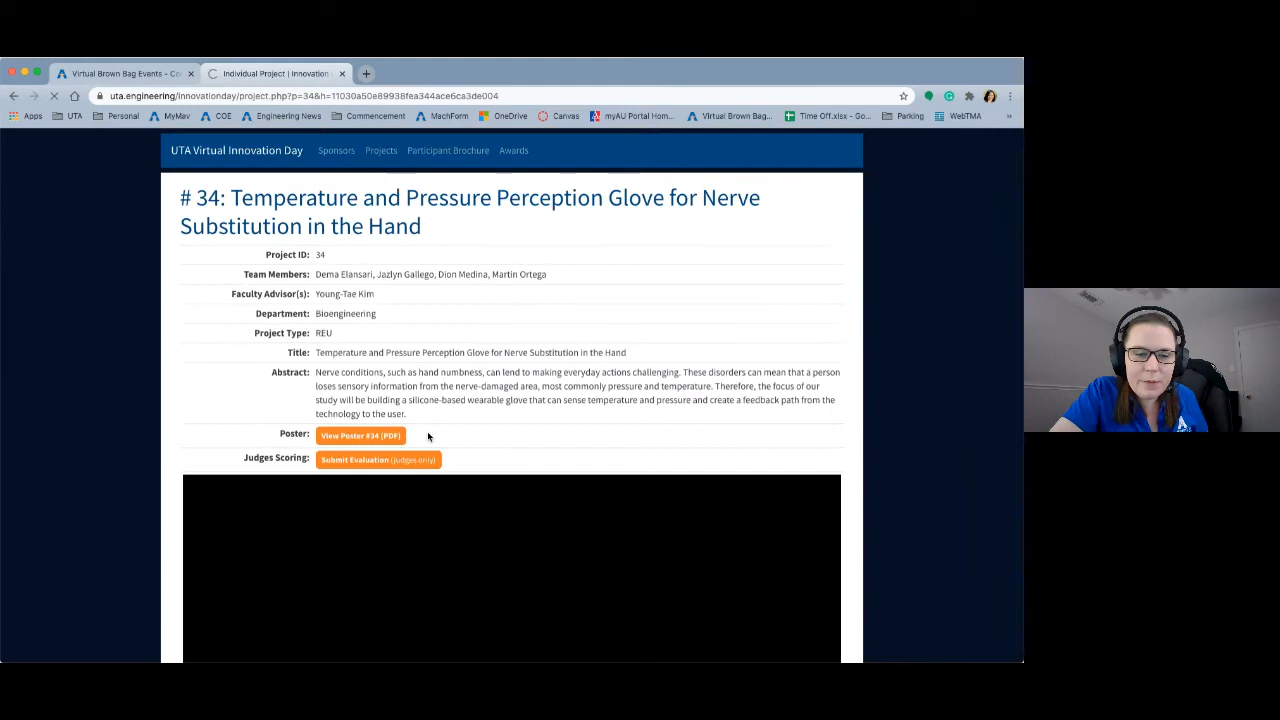 Virtual Brown Bag Events - Co
Individual Project | Innovation
uta.engineering/innovationday/project.php?p=34&h=11030a50e89938fea344ace6ca3de004
Apps UTA Personal MyMav COE Engineering News Commencement MachForm OneDrive Canvas myAU Portal Hom... Virtual Brown Bag... Time Off.xlsx - Go... Parking WebTMA »
UTA Virtual Innovation Day Sponsors Projects Participant Brochure Awards
# 34: Temperature and Pressure Perception Glove for Nerve
Substitution in the Hand
Project ID: 34
Team Members: Dema Elansari, Jazlyn Gallego, Dion Medina, Martin Ortega
Faculty Advisor(s): Young-Tae Kim
Department: Bioengineering
Project Type: REU
Title: Temperature and Pressure Perception Glove for Nerve Substitution in the Hand
Abstract: Nerve conditions, such as hand numbness, can lend to making everyday actions challenging. These disorders can mean that a person
loses sensory information from the nerve-damaged area, most commonly pressure and temperature. Therefore, the focus of our
study will be building a silicone-based wearable glove that can sense temperature and pressure and create a feedback path from the
technology to the user.
Poster: View Poster #34 (PDF)
Judges Scoring: Submit Evaluation (judges only)